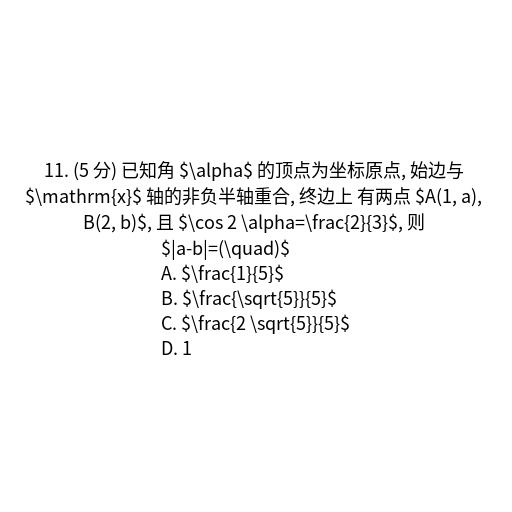 11. (5 分) 已知角 $\alpha$ 的顶点为坐标原点, 始边与
$\mathrm{x}$ 轴的非负半轴重合, 终边上 有两点 $A(1, a),
B(2, b)$, 且 $\cos 2 \alpha=\frac{2}{3}$, 则
$|a-b|=(\quad)$
A. $\frac{1}{5}$
B. $\frac{\sqrt{5}}{5}$
C. $\frac{2 \sqrt{5}}{5}$
D. 1